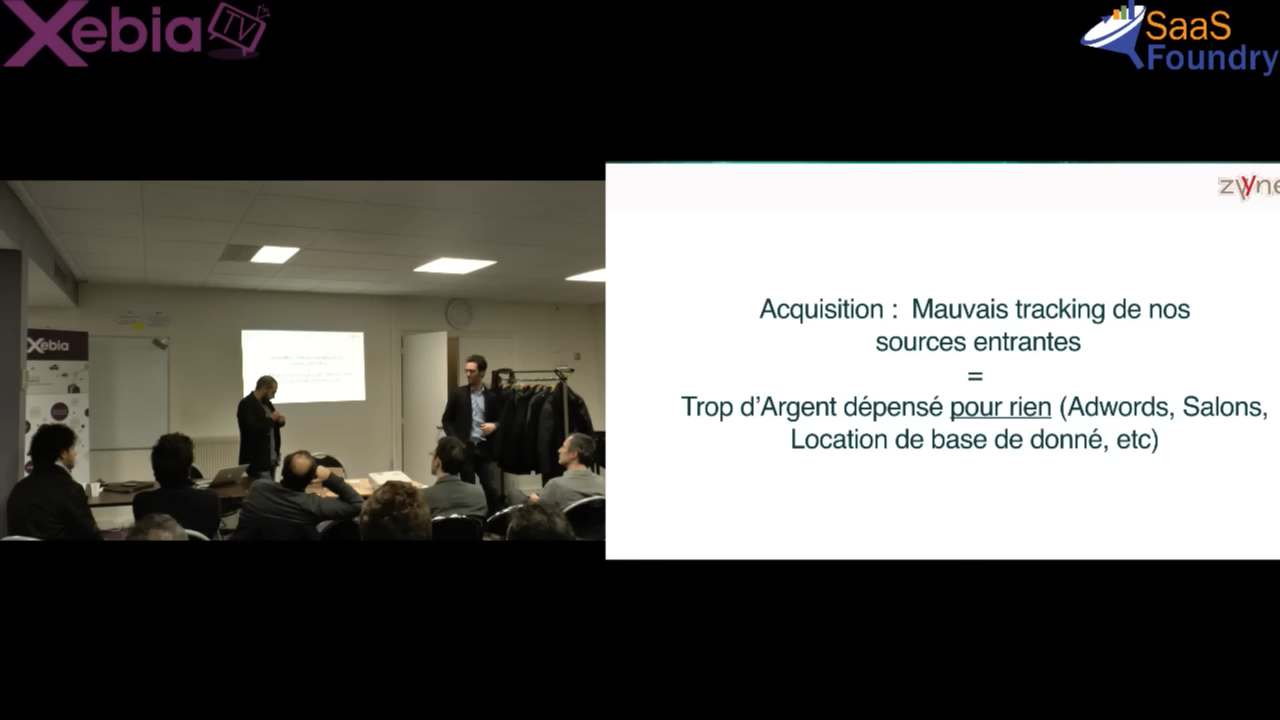 Xebia TV
SaaS
Foundry
zwyne
Xebia
Acquisition : Mauvais tracking de nos
sources entrantes
=
Trop d'Argent dépensé pour rien (Adwords, Salons,
Location de base de donné, etc)